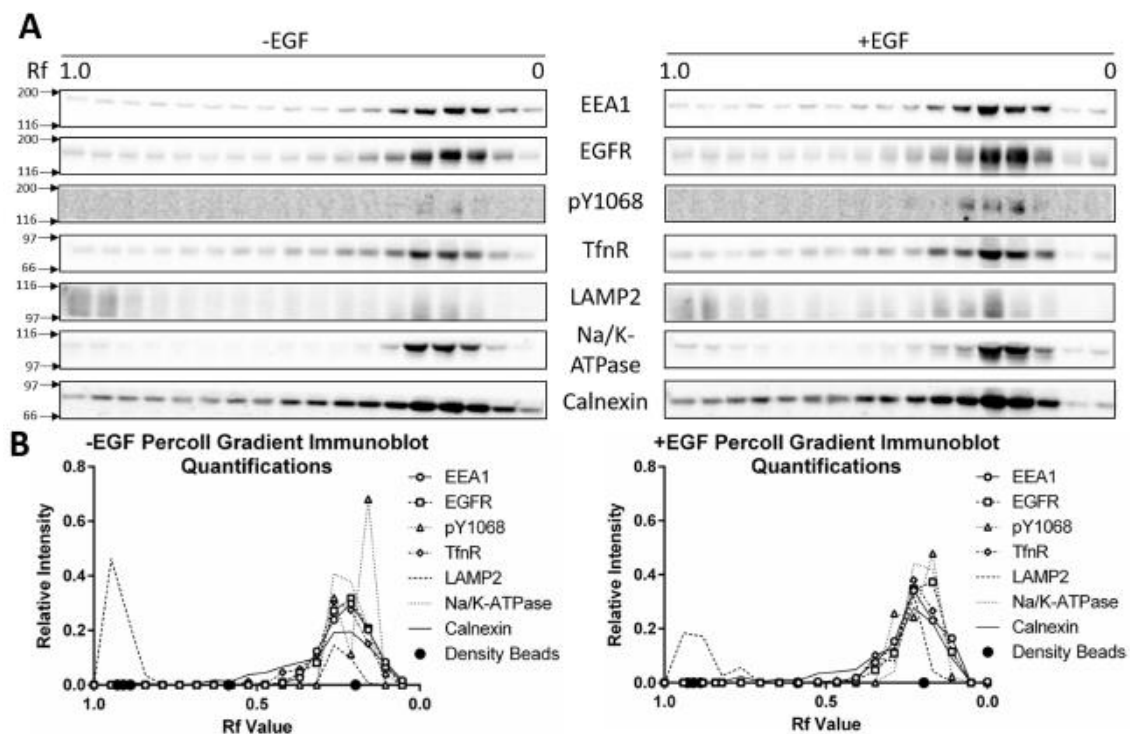 A
-EGF
+EGF
Rf 1.0 0
1.0 0
200
116
EEA1
200
116
EGFR
200
116
pY1068
97
66
TfnR
116
97
LAMP2
116
97
Na/K-
ATPase
97
66
Calnexin
B
-EGF Percoll Gradient Immunoblot
Quantifications
Relative Intensity
0.8
0.6
0.4
0.2
0.0
1.0 0.5 0.0
Rf Value
EEA1
EGFR
pY1068
TfnR
LAMP2
Na/K-ATPase
Calnexin
Density Beads
+EGF Percoll Gradient Immunoblot
Quantifications
Relative Intensity
0.8
0.6
0.4
0.2
0.0
1.0 0.5 0.0
Rf Value
EEA1
EGFR
pY1068
TfnR
LAMP2
Na/K-ATPase
Calnexin
Density Beads